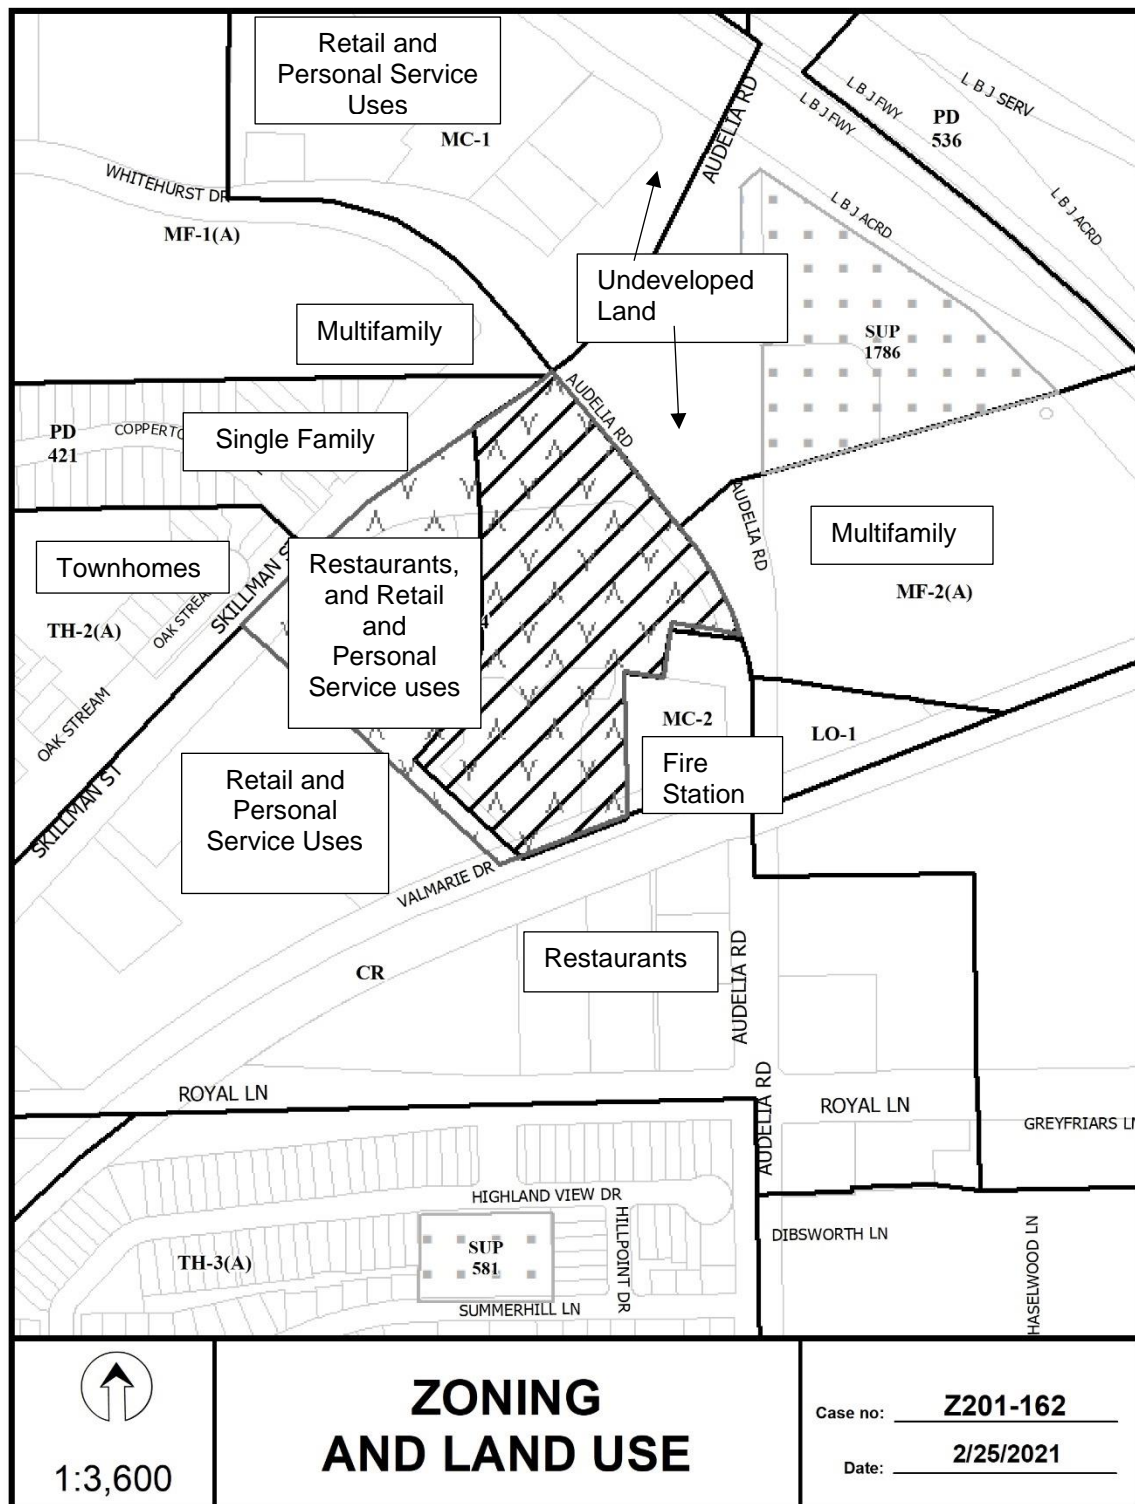 Retail and
Personal Service
Uses
MC-1
AUDELIA RD
L B J FWY
L B J FWY
L B J SERV
PD
536
L B J ACRD
L B J ACRD
WHITEHURST DR
MF-1(A)
Undeveloped
Land
SUP
1786
Multifamily
AUDELIA RD
PD
421
Single Family
AUDELIA RD
Multifamily
MF-2(A)
Townhomes
TH-2(A)
SKILLMAN ST
OAK STREAM
Restaurants,
and Retail
and
Personal
Service uses
4
MC-2
LO-1
Fire
Station
OAK STREAM
SKILLMAN ST
Retail and
Personal
Service Uses
VALMARIE DR
Restaurants
CR
AUDELIA RD
ROYAL LN
AUDELIA RD
ROYAL LN
GREYFRIARS LN
HIGHLAND VIEW DR
HILLPOINT DR
TH-3(A)
SUP
581
SUMMERHILL LN
DIBSWORTH LN
HASELWOOD LN
1:3,600
ZONING
AND LAND USE
Case no: Z201-162
Date: 2/25/2021